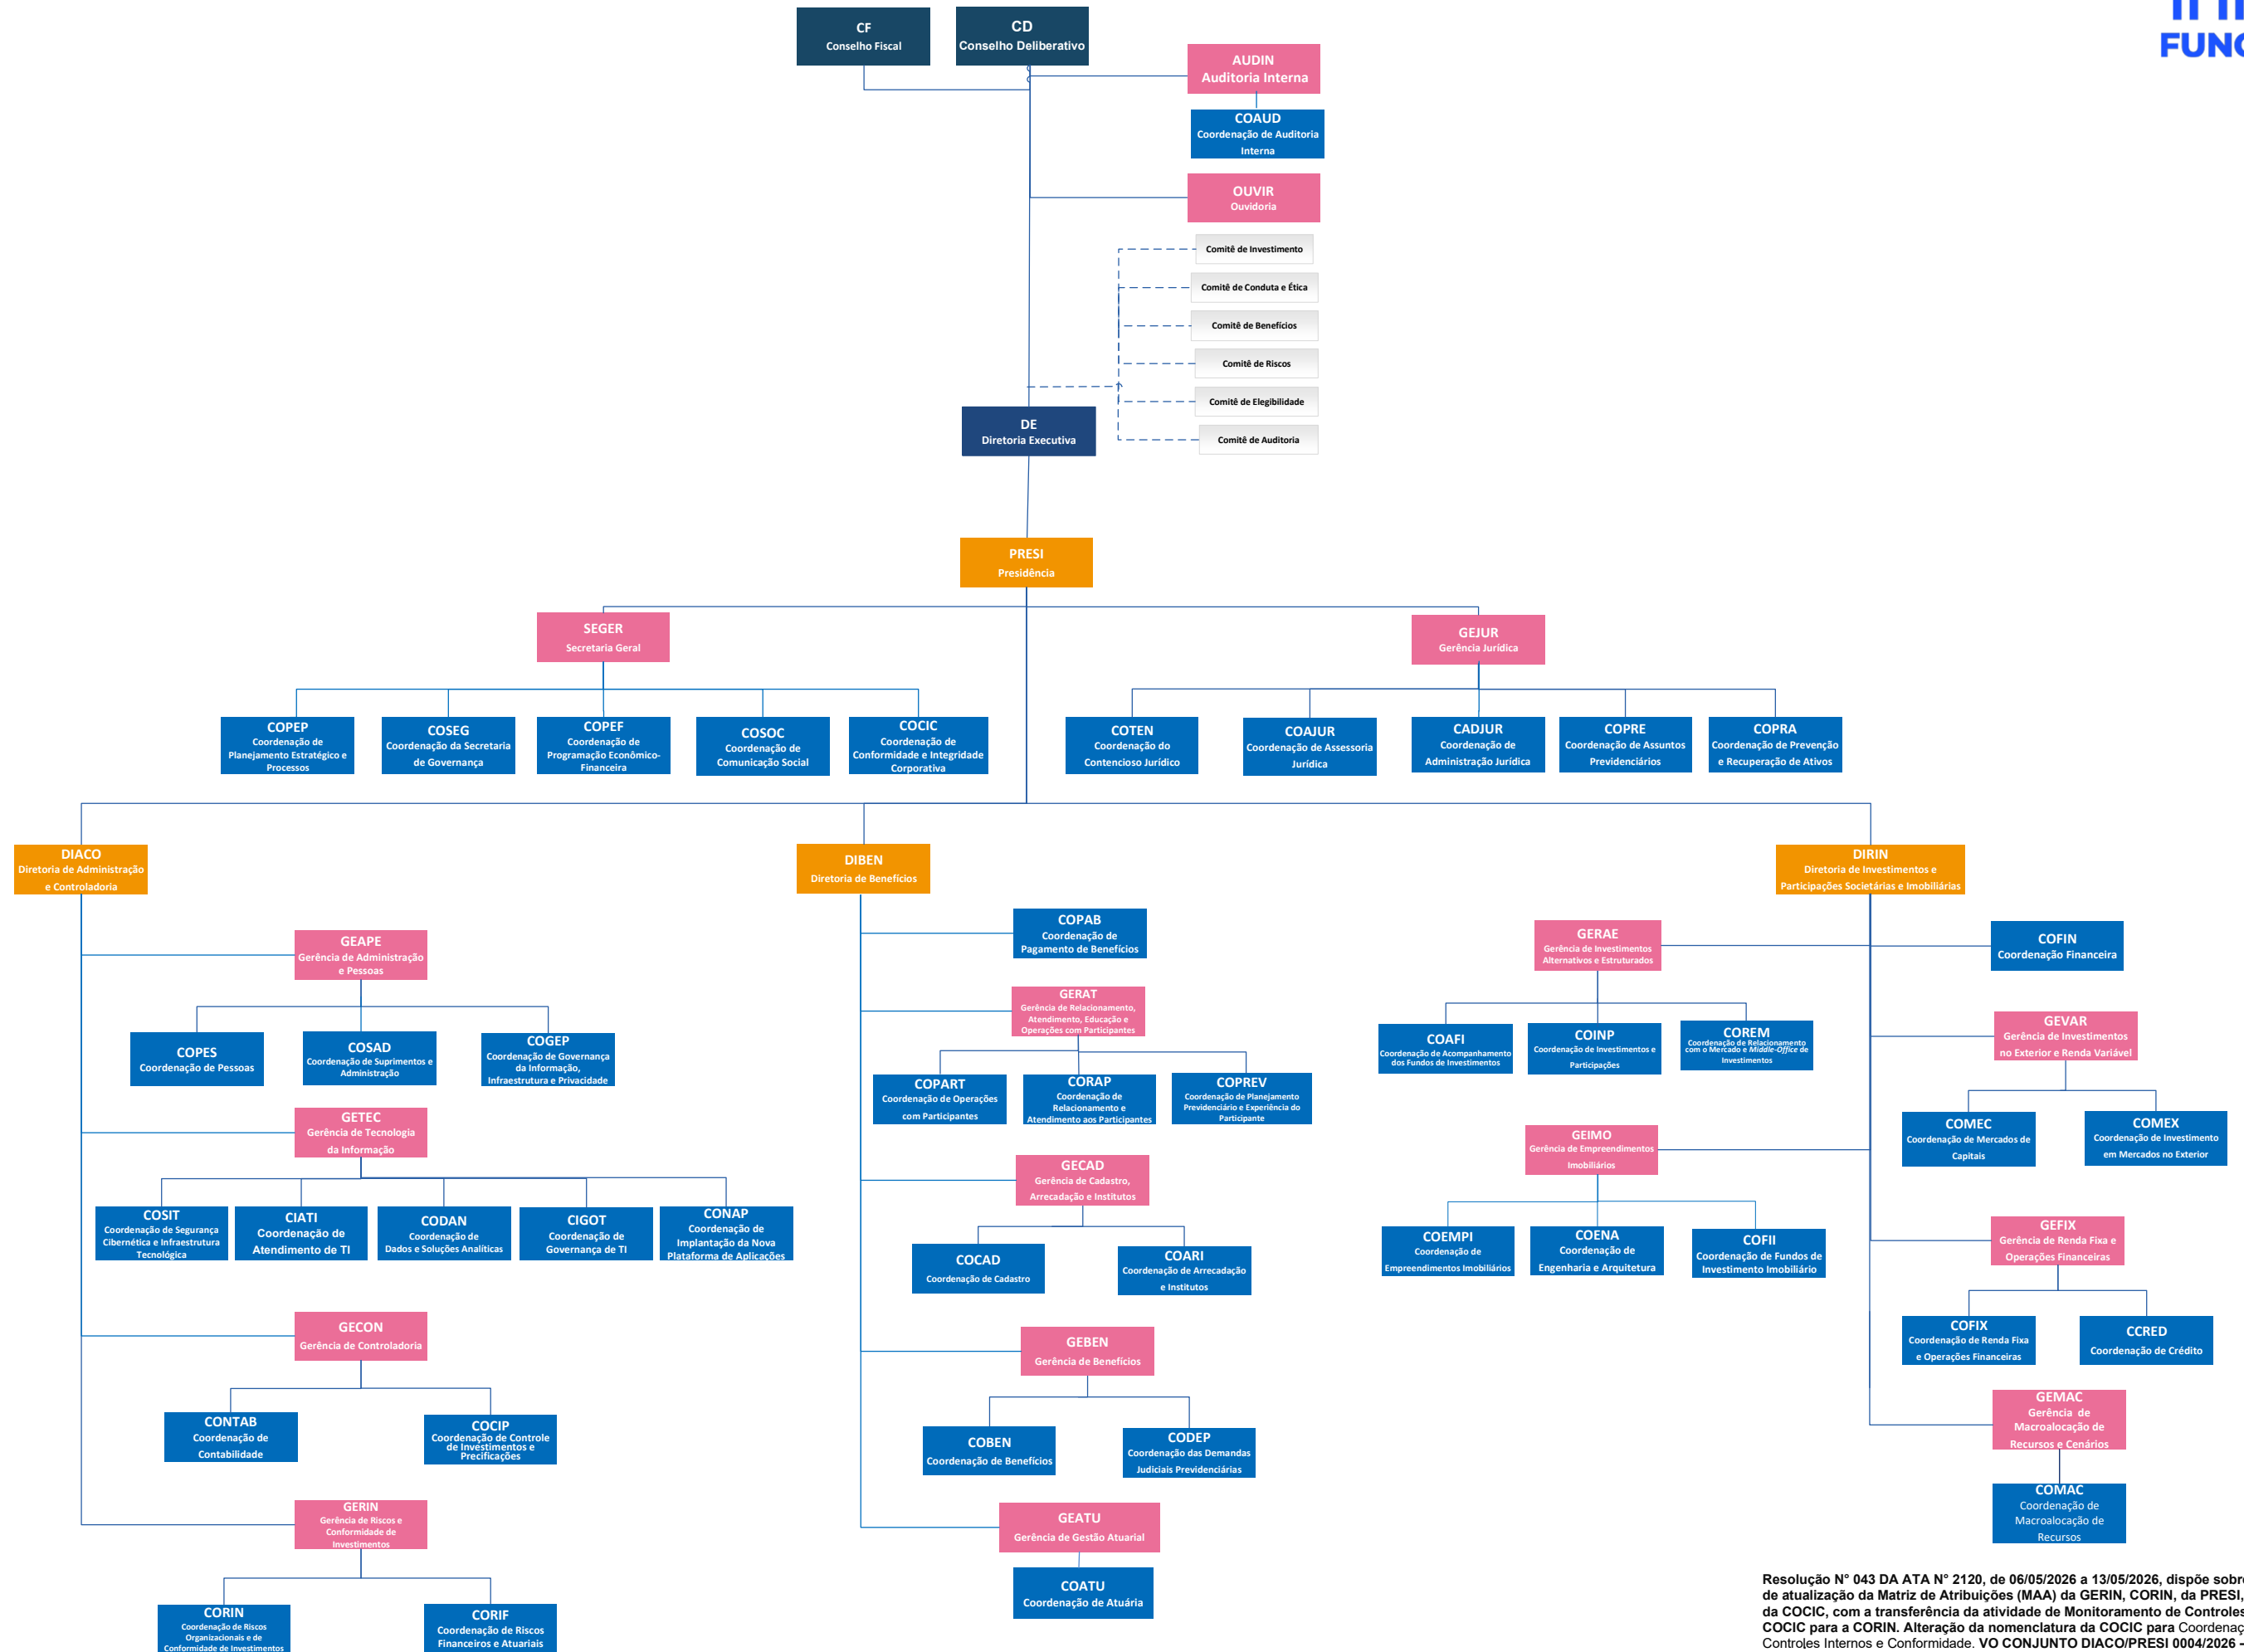 CF
Conselho Fiscal
CD
Conselho Deliberativo
AUDIN
Auditoria Interna
COAUD
Coordenação de Auditoria
Interna
OUVIR
Ouvidoria
Comitê de Investimento
Comitê de Conduta e Ética
Comitê de Benefícios
Comitê de Riscos
Comitê de Elegibilidade
Comitê de Auditoria
DE
Diretoria Executiva
PRESI
Presidência
SEGER
Secretaria Geral
GEJUR
Gerência Jurídica
COPEP
Coordenação de
Planejamento Estratégico e
Processos
COSEG
Coordenação da Secretaria
de Governança
COPEF
Coordenação de
Programação Econômico-
Financeira
COSOC
Coordenação de
Comunicação Social
COCIC
Coordenação de
Conformidade e Integridade
Corporativa
COTEN
Coordenação do
Contencioso Jurídico
COAJUR
Coordenação de Assessoria
Jurídica
CADJUR
Coordenação de
Administração Jurídica
COPRE
Coordenação de Assuntos
Previdenciários
COPRA
Coordenação de Prevenção
e Recuperação de Ativos
DIACO
Diretoria de Administração
e Controladoria
GEAPE
Gerência de Administração
e Pessoas
COPES
Coordenação de Pessoas
COSAD
Coordenação de Suprimentos e
Administração
COGEP
Coordenação de Governança
da Informação,
Infraestrutura e Privacidade
GETEC
Gerência de Tecnologia
da Informação
COSIT
Coordenação de Segurança
Cibernética e Infraestrutura
Tecnológica
CIATI
Coordenação de
Atendimento de TI
CODAN
Coordenação de
Dados e Soluções Analíticas
CIGOT
Coordenação de
Governança de TI
CONAP
Coordenação de
Implantação da Nova
Plataforma de Aplicações
GECON
Gerência de Controladoria
CONTAB
Coordenação de
Contabilidade
COCIP
Coordenação de Controle
de Investimentos e
Precificações
GERIN
Gerência de Riscos e
Conformidade de
Investimentos
CORIN
Coordenação de Riscos
Organizacionais e de
Conformidade de Investimentos
CORIF
Coordenação de Riscos
Financeiros e Atuariais
DIBEN
Diretoria de Benefícios
COPAB
Coordenação de
Pagamento de Benefícios
GERAT
Gerência de Relacionamento,
Atendimento, Educação e
Operações com Participantes
COPART
Coordenação de Operações
com Participantes
CORAP
Coordenação de
Relacionamento e
Atendimento aos Participantes
COPREV
Coordenação de Planejamento
Previdenciário e Experiência do
Participante
GECAD
Gerência de Cadastro,
Arrecadação e Institutos
COCAD
Coordenação de Cadastro
COARI
Coordenação de Arrecadação
e Institutos
GEBEN
Gerência de Benefícios
COBEN
Coordenação de Benefícios
CODEP
Coordenação das Demandas
Judiciais Previdenciárias
GEATU
Gerência de Gestão Atuarial
COATU
Coordenação de Atuária
DIRIN
Diretoria de Investimentos e
Participações Societárias e Imobiliárias
GERAE
Gerência de Investimentos
Alternativos e Estruturados
COAFI
Coordenação de Acompanhamento
dos Fundos de Investimentos
COINP
Coordenação de Investimentos e
Participações
COREM
Coordenação de Relacionamento
com o Mercado e Middle-Office de
Investimentos
GEIMO
Gerência de Empreendimentos
Imobiliários
COEMPI
Coordenação de
Empreendimentos Imobiliários
COENA
Coordenação de
Engenharia e Arquitetura
COFII
Coordenação de Fundos de
Investimento Imobiliário
COFIN
Coordenação Financeira
GEVAR
Gerência de Investimentos
no Exterior e Renda Variável
COMEC
Coordenação de Mercados de
Capitais
COMEX
Coordenação de Investimento
em Mercados no Exterior
GEFIX
Gerência de Renda Fixa e
Operações Financeiras
COFIX
Coordenação de Renda Fixa
e Operações Financeiras
CCRED
Coordenação de Crédito
GEMAC
Gerência de
Macroalocação de
Recursos e Cenários
COMAC
Coordenação de
Macroalocação de
Recursos
Resolução N° 043 DA ATA N° 2120, de 06/05/2026 a 13/05/2026, dispõe sobre
de atualização da Matriz de Atribuições (MAA) da GERIN, CORIN, da PRESI,
da COCIC, com a transferência da atividade de Monitoramento de Controles
COCIC para a CORIN. Alteração da nomenclatura da COCIC para
Controles Internos e Conformidade. VO CONJUNTO DIACO/PRESI 0004/2026 –